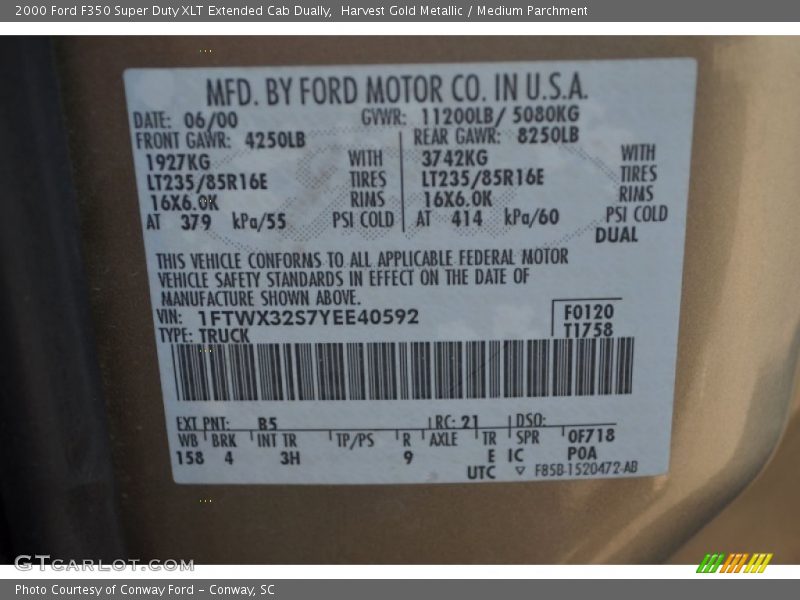 2000 Ford F350 Super Duty XLT Extended Cab Dually,  Harvest Gold Metallic / Medium Parchment
MFD. BY FORD MOTOR CO. IN U.S.A.
DATE: 06/00 GVWR: 11200LB/ 5080KG
FRONT GAWR: 4250LB REAR GAWR: 8250LB
1927KG WITH 3742KG WITH
LT235/85R16E TIRES LT235/85R16E TIRES
16X6.0K RIMS 16X6.0K RIMS
AT 379 kPa/55 PSI COLD AT 414 kPa/60 PSI COLD
DUAL
THIS VEHICLE CONFORMS TO ALL APPLICABLE FEDERAL MOTOR
VEHICLE SAFETY STANDARDS IN EFFECT ON THE DATE OF
MANUFACTURE SHOWN ABOVE.
VIN: 1FTWX32S7YEE40592 F0120
TYPE: TRUCK T1758
EXT PNT: B5 RC: 21 DSO:
WB BRK INT TR TP/PS R AXLE TR SPR 0F718
158 4 3H 9 E IC P0A
UTC ▽ F85B-1520472-AB
GTCARLOT.COM
Photo Courtesy of Conway Ford – Conway, SC